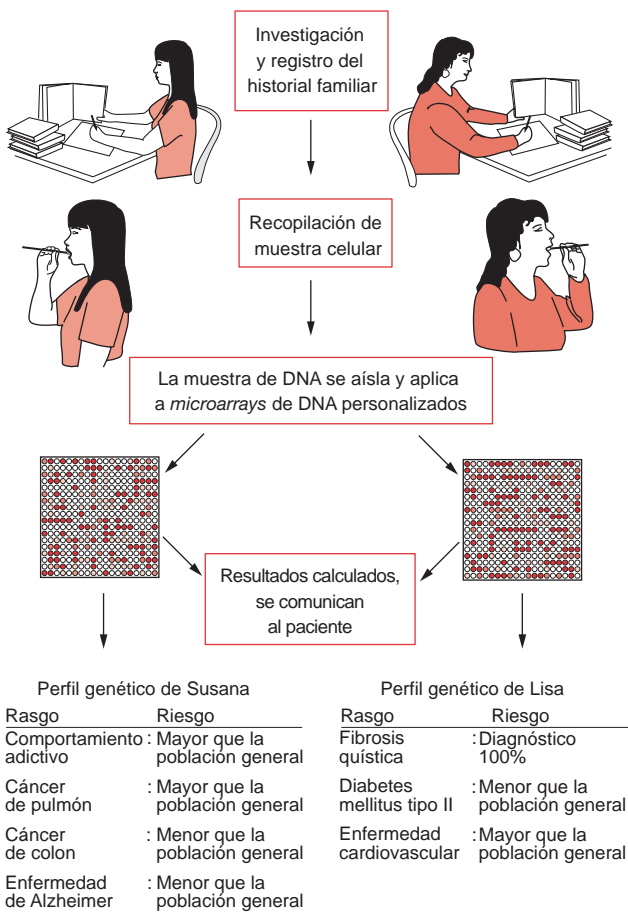 Investigación
y registro del
historial familiar
Recopilación de
muestra celular
La muestra de DNA se aísla y aplica
a microarrays de DNA personalizados
Resultados calculados,
se comunican
al paciente
Perfil genético de Susana
Rasgo Riesgo
Comportamiento : Mayor que la
adictivo población general
Cáncer : Mayor que la
de pulmón población general
Cáncer : Menor que la
de colon población general
Enfermedad : Menor que la
de Alzheimer población general
Perfil genético de Lisa
Rasgo Riesgo
Fibrosis :Diagnóstico
quística 100%
Diabetes :Menor que la
mellitus tipo II población general
Enfermedad :Mayor que la
cardiovascular población general